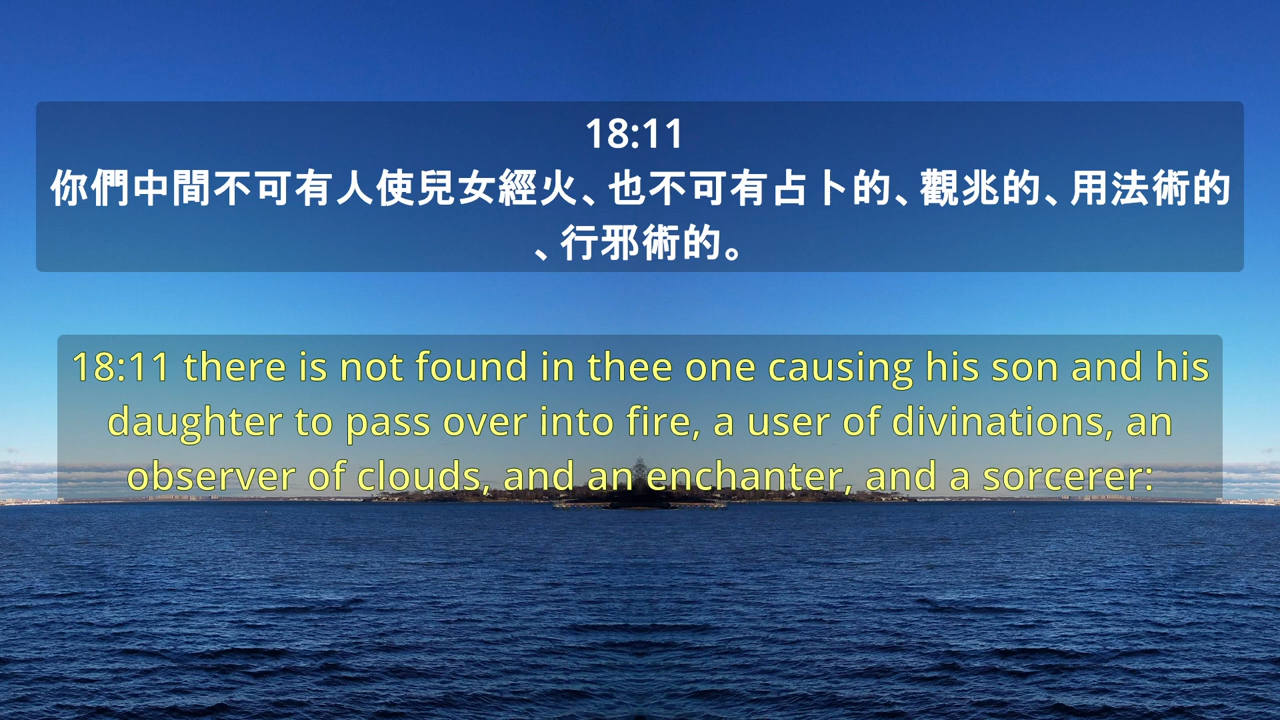 18:11
你們中間不可有人使兒女經火、也不可有占卜的、觀兆的、用法術的
、行邪術的。
18:11 there is not found in thee one causing his son and his
daughter to pass over into fire, a user of divinations, an
observer of clouds, and an enchanter, and a sorcerer: